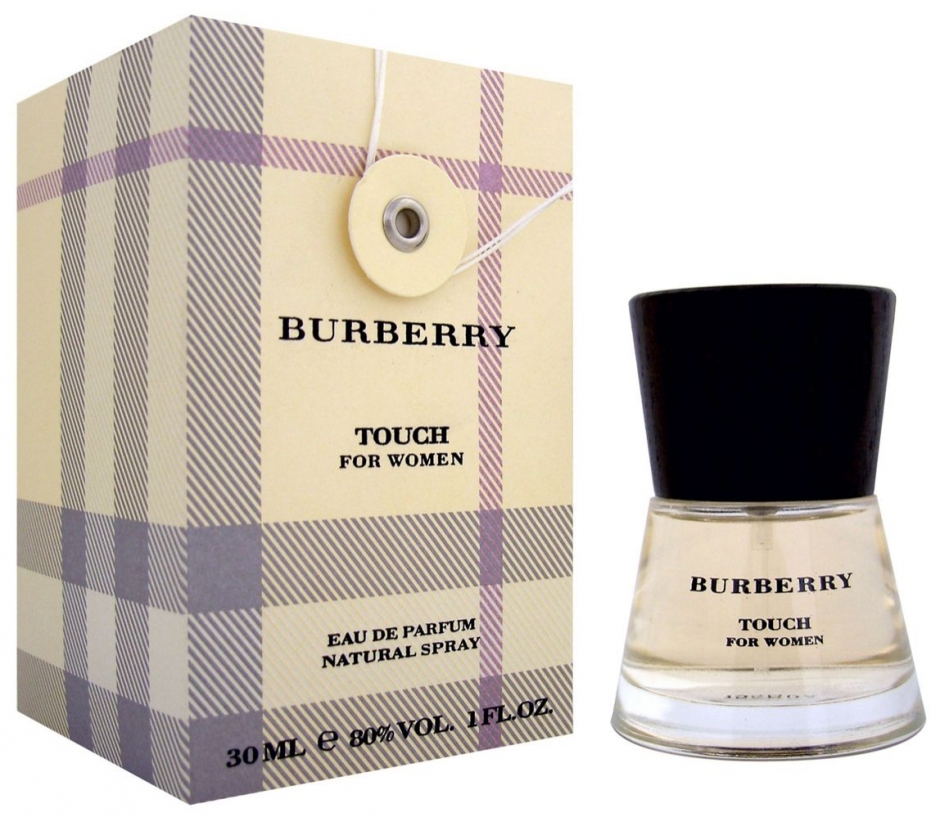 BURBERRY
TOUCH
FOR WOMEN
EAU DE PARFUM
NATURAL SPRAY
30 ML e 80% VOL. 1 FL.OZ.
BURBERRY
TOUCH
FOR WOMEN